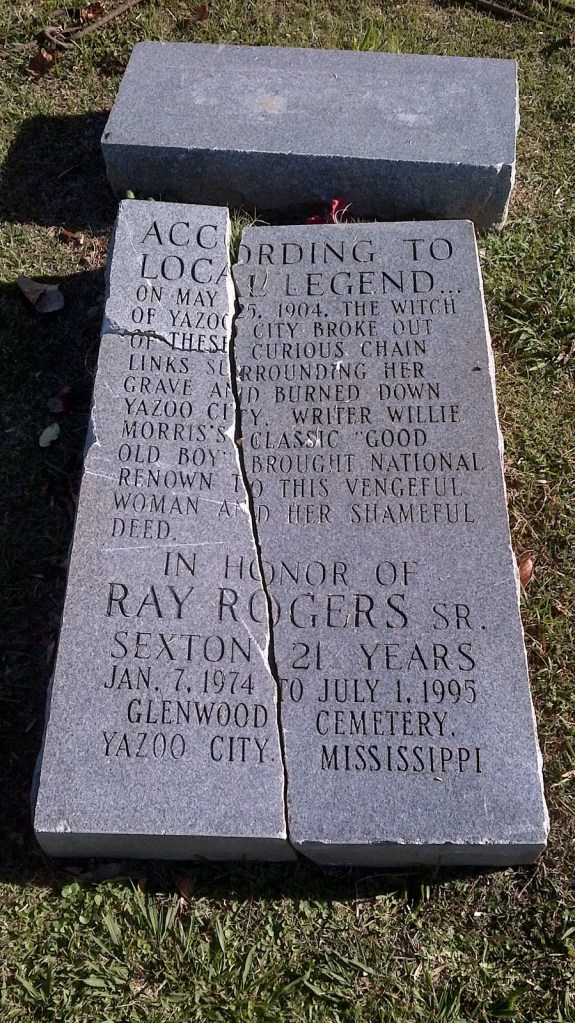 ACCORDING TO
LOCAL LEGEND...
ON MAY 25, 1904, THE WITCH
OF YAZOO CITY BROKE OUT
OF THESE CURIOUS CHAIN
LINKS SURROUNDING HER
GRAVE AND BURNED DOWN
YAZOO CITY. WRITER WILLIE
MORRIS'S CLASSIC "GOOD
OLD BOY" BROUGHT NATIONAL
RENOWN TO THIS VENGEFUL
WOMAN AND HER SHAMEFUL
DEED.
IN HONOR OF
RAY ROGERS SR.
SEXTON 21 YEARS
JAN. 7, 1974 TO JULY 1, 1995
GLENWOOD CEMETERY.
YAZOO CITY. MISSISSIPPI